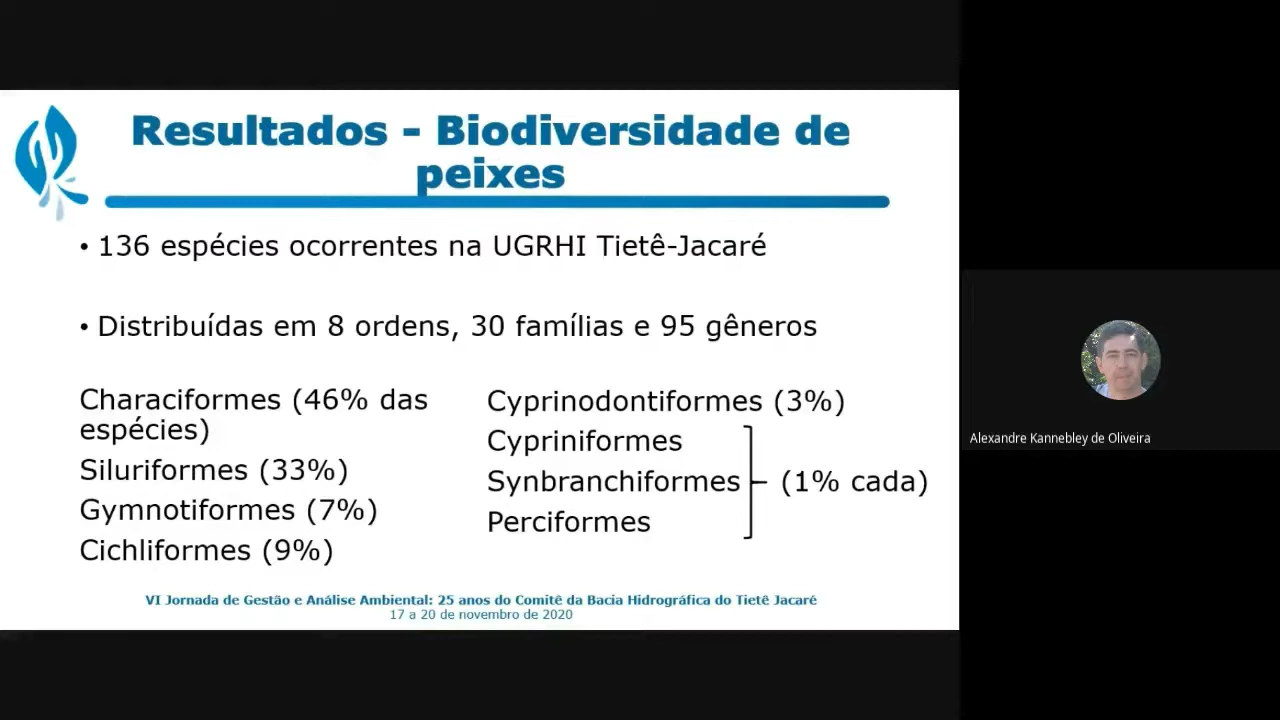 Resultados - Biodiversidade de
peixes
• 136 espécies ocorrentes na UGRHI Tietê-Jacaré
• Distribuídas em 8 ordens, 30 famílias e 95 gêneros
Characiformes (46% das
espécies)
Siluriformes (33%)
Gymnotiformes (7%)
Cichliformes (9%)
Cyprinodontiformes (3%)
Cypriniformes
Synbranchiformes (1% cada)
Perciformes
VI Jornada de Gestão e Análise Ambiental: 25 anos do Comitê da Bacia Hidrográfica do Tietê Jacaré
17 a 20 de novembro de 2020
Alexandre Kannebley de Oliveira